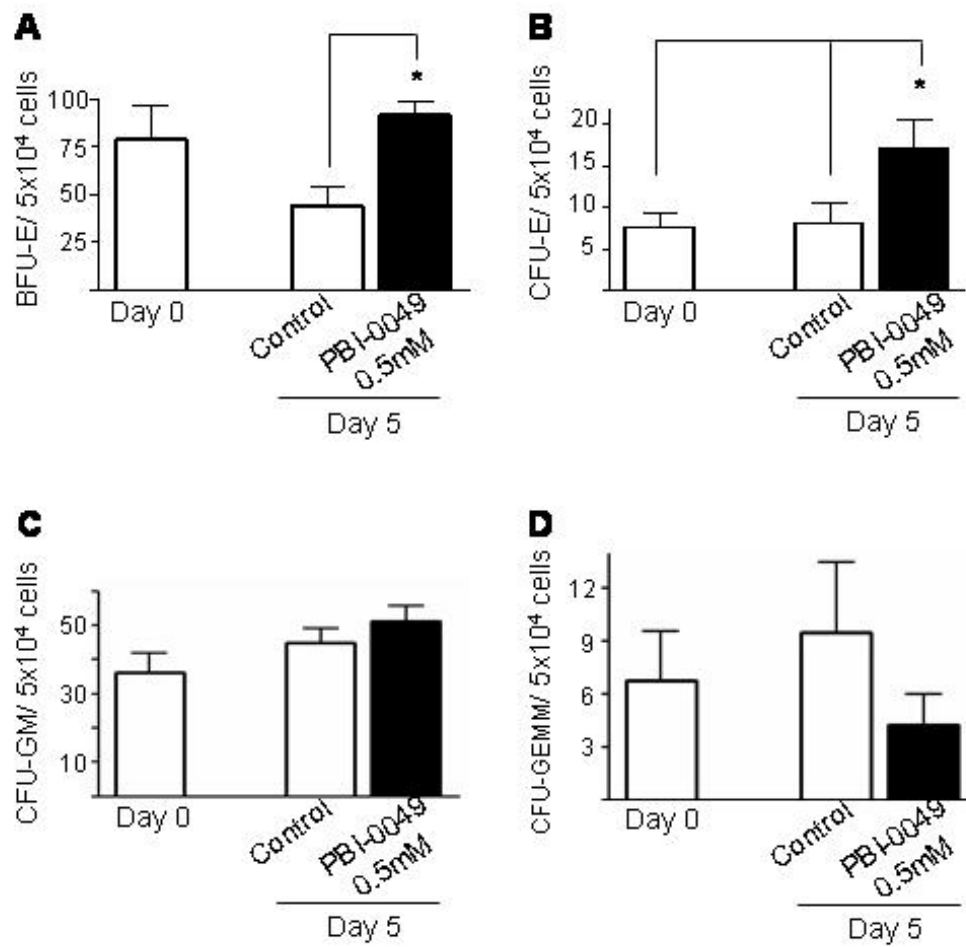 A
BFU-E/ 5x10⁴ cells
100
75
50
25
*
Day 0
Control
PBI-0049
0.5mM
Day 5
B
CFU-E/ 5x10⁴ cells
20
15
10
5
*
Day 0
Control
PBI-0049
0.5mM
Day 5
C
CFU-GM/ 5x10⁴ cells
50
30
10
Day 0
Control
PBI-0049
0.5mM
Day 5
D
CFU-GEMM/ 5x10⁴ cells
12
9
6
3
Day 0
Control
PBI-0049
0.5mM
Day 5